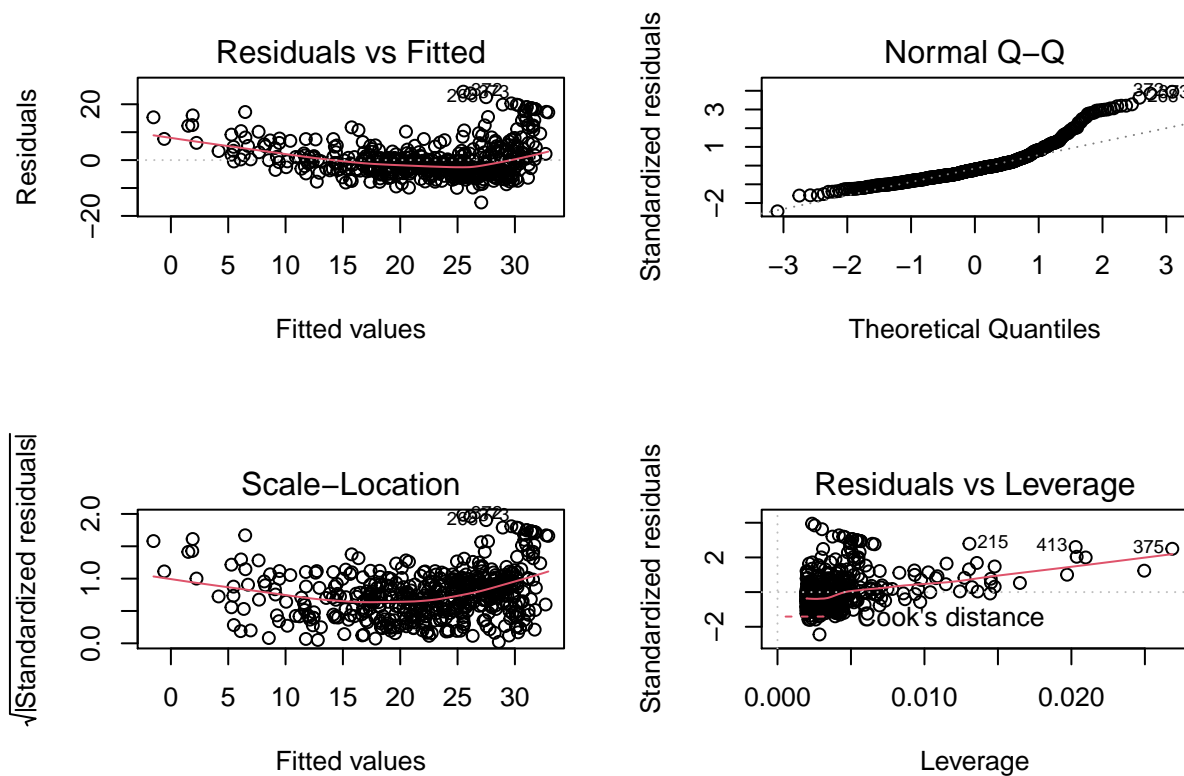 Residuals vs Fitted
Residuals
20
0
−20
0 5 10 15 20 25 30
Fitted values
Normal Q−Q
Standardized residuals
3
1
−2
−3 −2 −1 0 1 2 3
Theoretical Quantiles
372
Scale−Location
√|Standardized residuals|
2.0
1.0
0.0
0 5 10 15 20 25 30
Fitted values
Residuals vs Leverage
Standardized residuals
2
−2
215
413
375
Cook's distance
0.000 0.010 0.020
Leverage